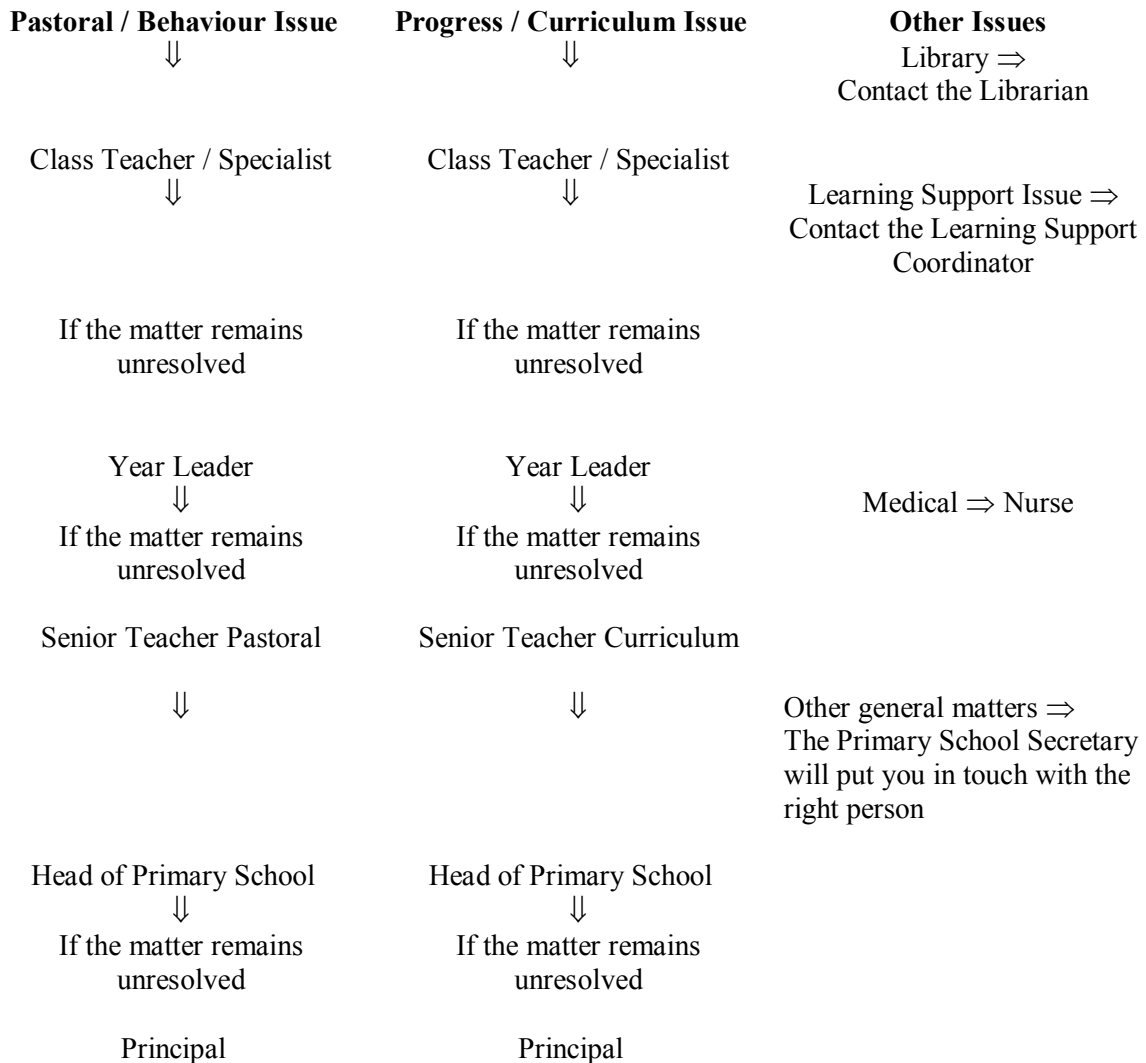 Pastoral / Behaviour Issue
⇓
Class Teacher / Specialist
⇓
If the matter remains
unresolved
Year Leader
⇓
If the matter remains
unresolved
Senior Teacher Pastoral
⇓
Head of Primary School
⇓
If the matter remains
unresolved
Principal
Progress / Curriculum Issue
⇓
Class Teacher / Specialist
⇓
If the matter remains
unresolved
Year Leader
⇓
If the matter remains
unresolved
Senior Teacher Curriculum
⇓
Head of Primary School
⇓
If the matter remains
unresolved
Principal
Other Issues
Library ⇒
Contact the Librarian
Learning Support Issue ⇒
Contact the Learning Support
Coordinator
Medical ⇒ Nurse
Other general matters ⇒
The Primary School Secretary
will put you in touch with the
right person